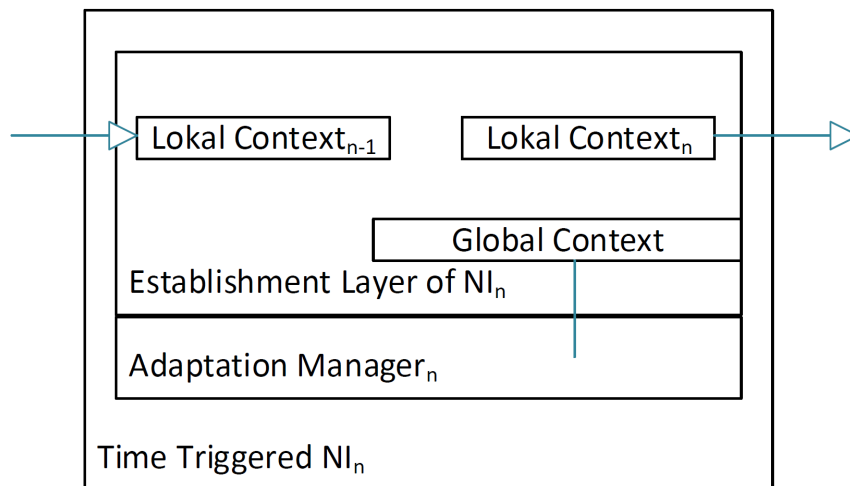 Lokal Contextₙ₋₁
Lokal Contextₙ
Global Context
Establishment Layer of NIₙ
Adaptation Managerₙ
Time Triggered NIₙ